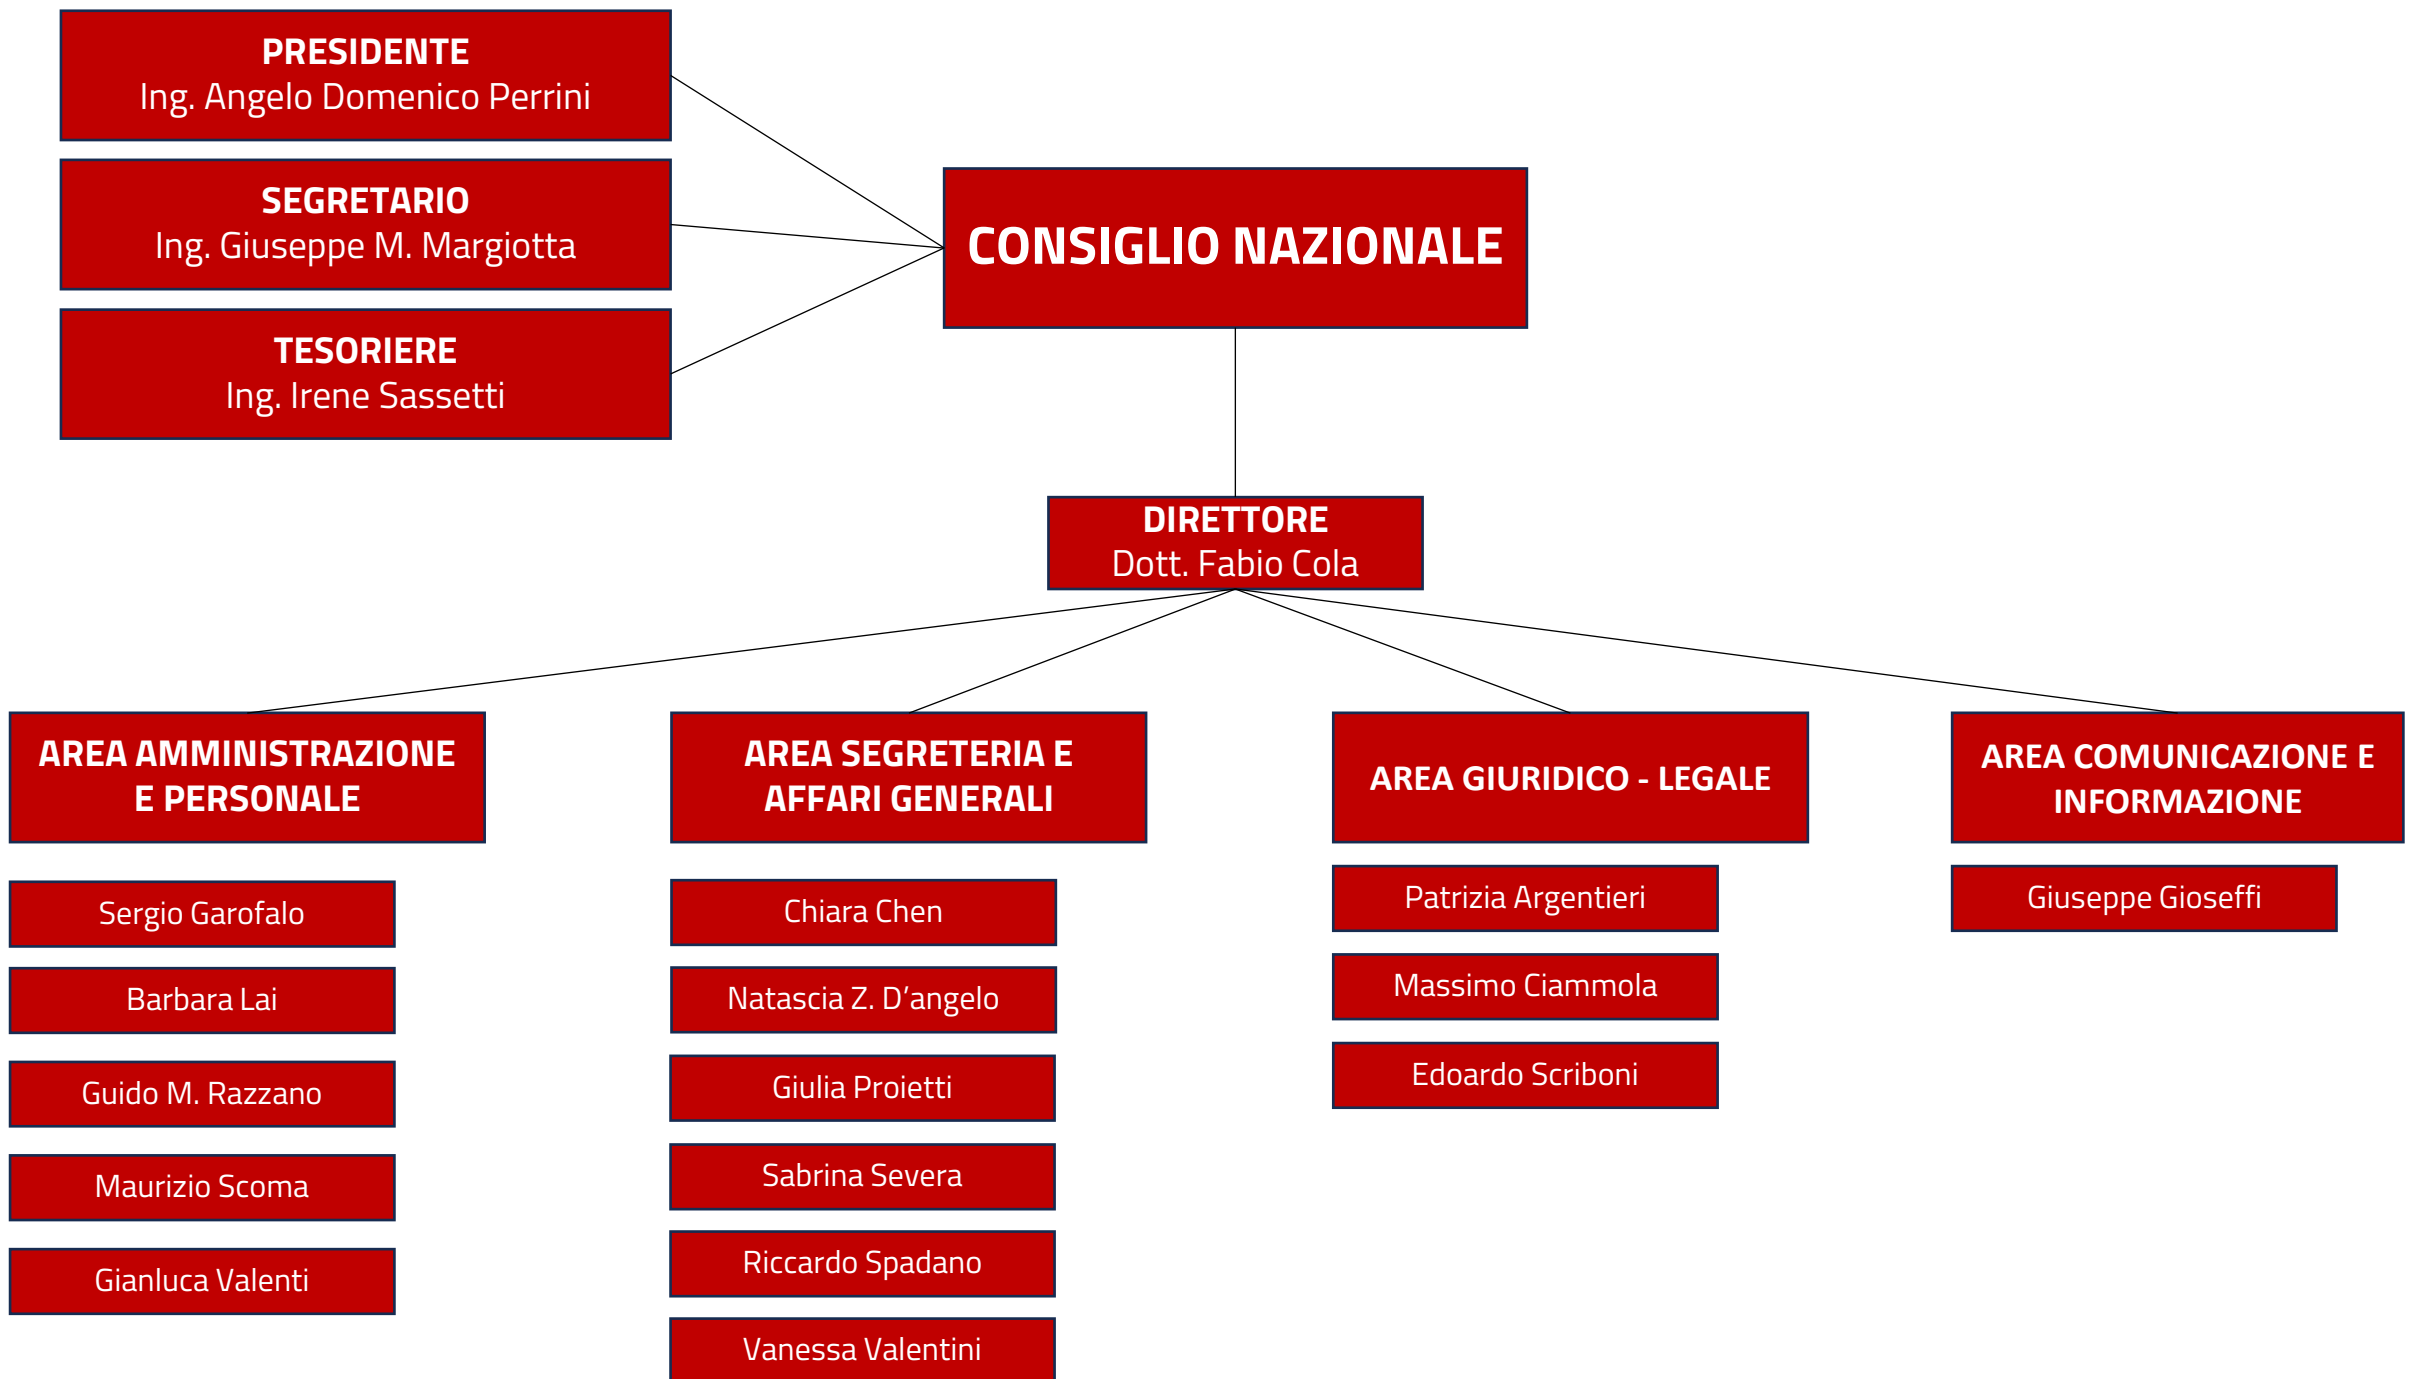 PRESIDENTE
Ing. Angelo Domenico Perrini
SEGRETARIO
Ing. Giuseppe M. Margiotta
TESORIERE
Ing. Irene Sassetti
CONSIGLIO NAZIONALE
DIRETTORE
Dott. Fabio Cola
AREA AMMINISTRAZIONE
E PERSONALE
Sergio Garofalo
Barbara Lai
Guido M. Razzano
Maurizio Scoma
Gianluca Valenti
AREA SEGRETERIA E
AFFARI GENERALI
Chiara Chen
Natascia Z. D’angelo
Giulia Proietti
Sabrina Severa
Riccardo Spadano
Vanessa Valentini
AREA GIURIDICO - LEGALE
Patrizia Argentieri
Massimo Ciammola
Edoardo Scriboni
AREA COMUNICAZIONE E
INFORMAZIONE
Giuseppe Gioseffi